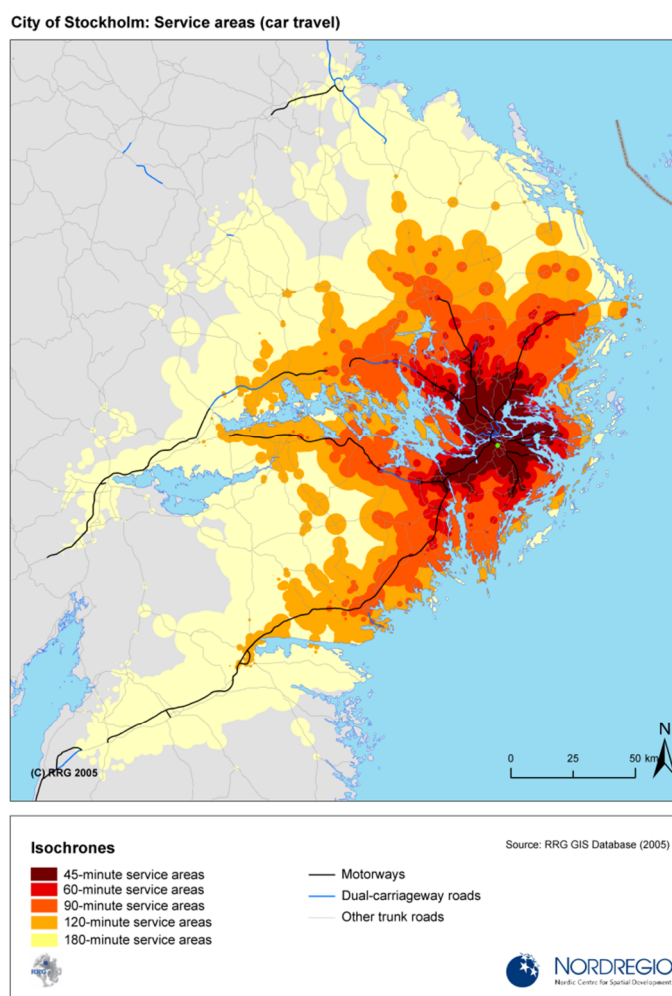 City of Stockholm: Service areas (car travel)
N
0 25 50 km
(C) RRG 2005
Isochrones
Source: RRG GIS Database (2005)
45-minute service areas
60-minute service areas
90-minute service areas
120-minute service areas
180-minute service areas
Motorways
Dual-carriageway roads
Other trunk roads
RRG
NORDREGIO
Nordic Centre for Spatial Development